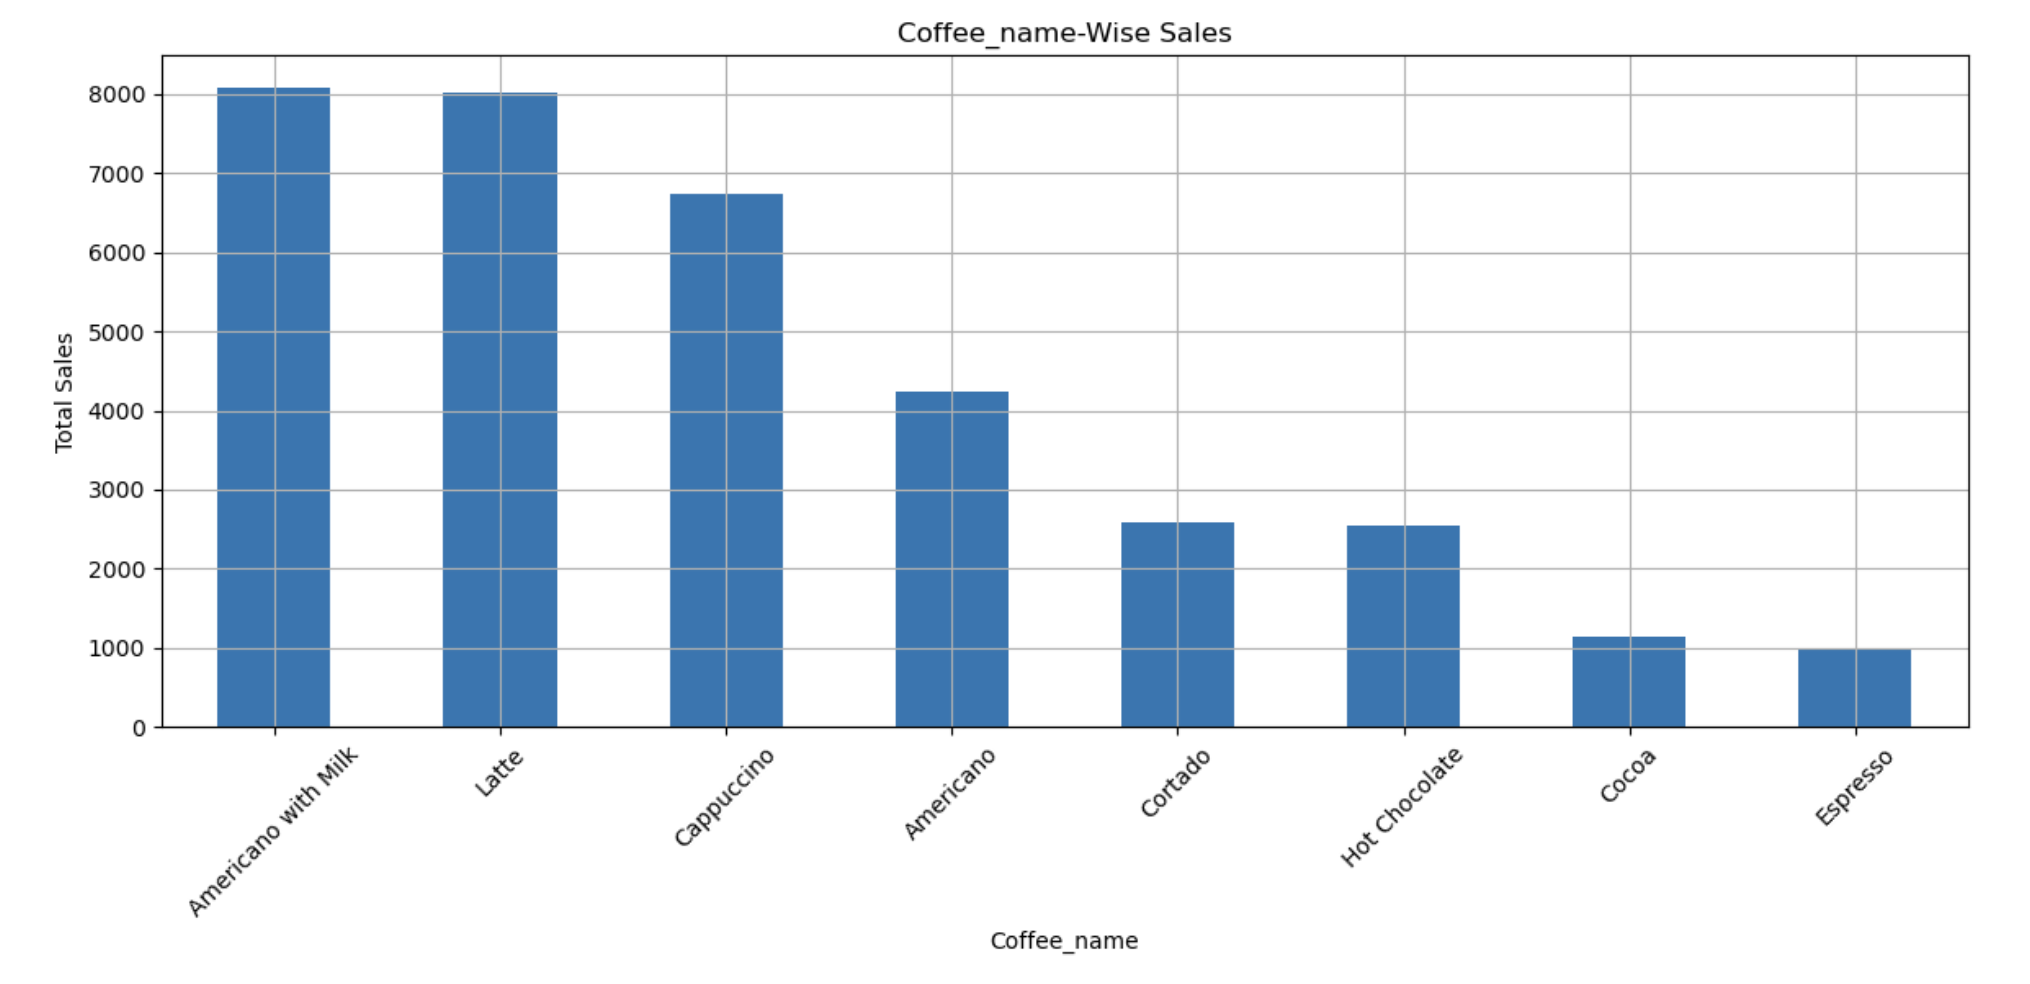 Coffee_name-Wise Sales
8000
7000
6000
5000
4000
3000
2000
1000
0
Total Sales
Americano with Milk
Latte
Cappuccino
Americano
Cortado
Hot Chocolate
Cocoa
Espresso
Coffee_name